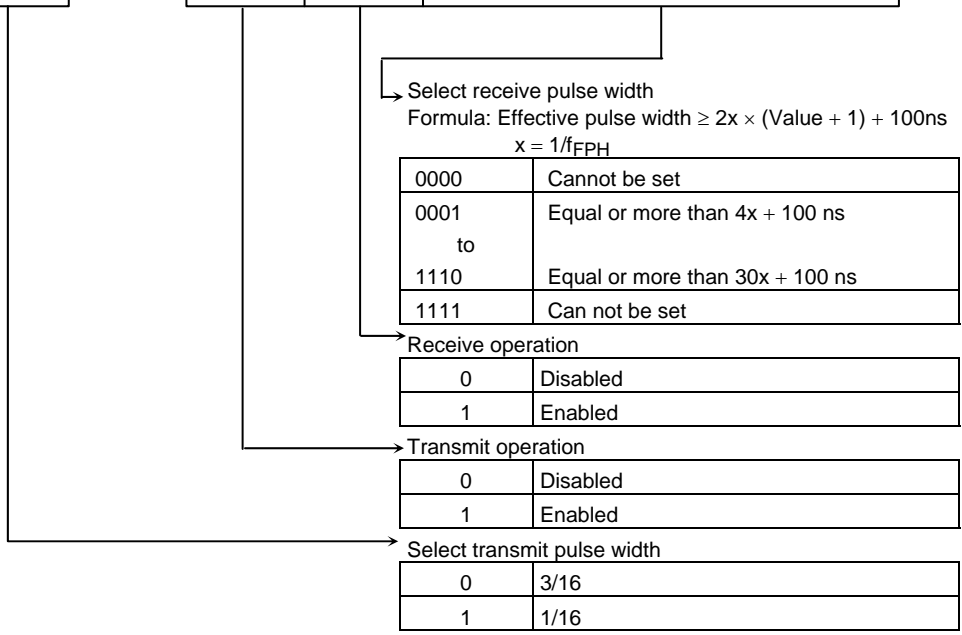 Select receive pulse width
Formula: Effective pulse width ≥ 2x × (Value + 1) + 100ns
x = 1/fFPH
0000 Cannot be set
0001 Equal or more than 4x + 100 ns
to
1110 Equal or more than 30x + 100 ns
1111 Can not be set
Receive operation
0 Disabled
1 Enabled
Transmit operation
0 Disabled
1 Enabled
Select transmit pulse width
0 3/16
1 1/16